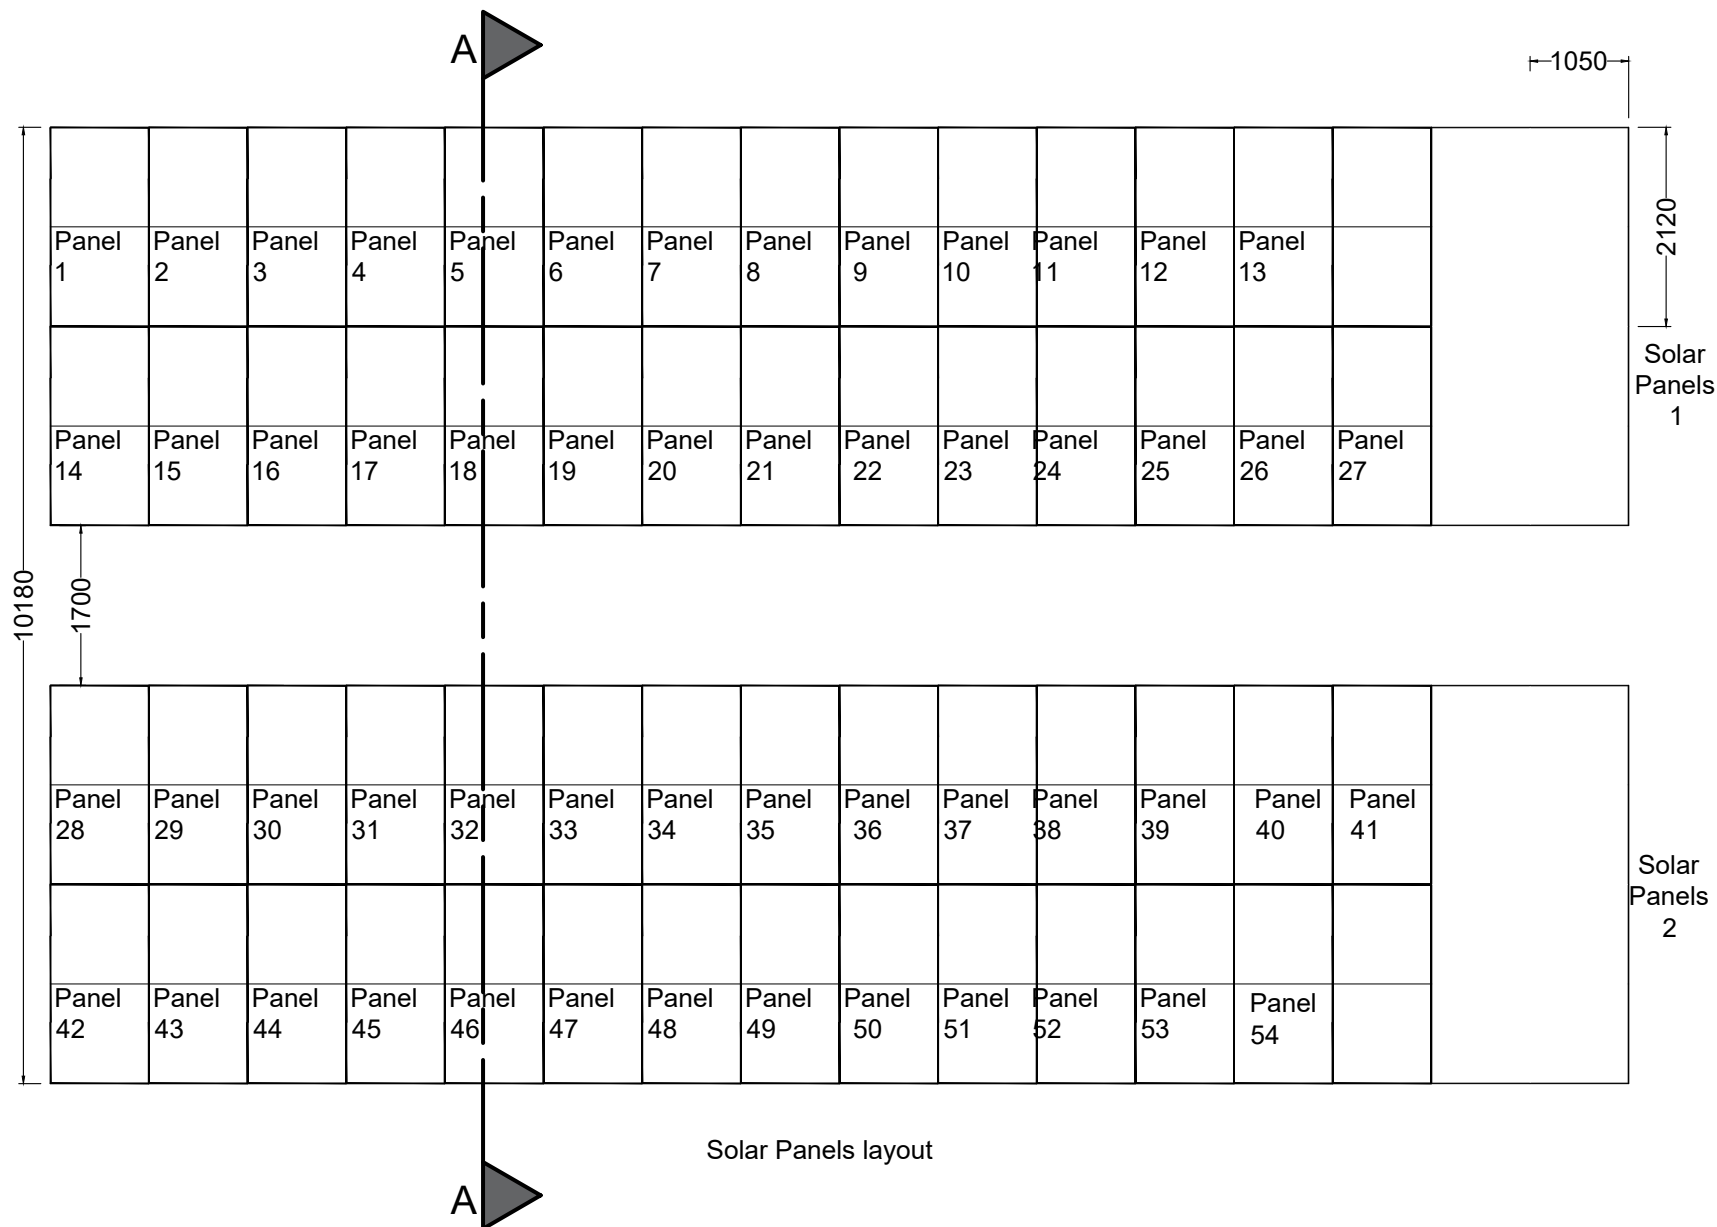 A
1050
2120
Panel
1
Panel
2
Panel
3
Panel
4
Panel
5
Panel
6
Panel
7
Panel
8
Panel
9
Panel
10
Panel
11
Panel
12
Panel
13
Solar
Panels
1
Panel
14
Panel
15
Panel
16
Panel
17
Panel
18
Panel
19
Panel
20
Panel
21
Panel
22
Panel
23
Panel
24
Panel
25
Panel
26
Panel
27
10180
1700
Panel
28
Panel
29
Panel
30
Panel
31
Panel
32
Panel
33
Panel
34
Panel
35
Panel
36
Panel
37
Panel
38
Panel
39
Panel
40
Panel
41
Solar
Panels
2
Panel
42
Panel
43
Panel
44
Panel
45
Panel
46
Panel
47
Panel
48
Panel
49
Panel
50
Panel
51
Panel
52
Panel
53
Panel
54
Solar Panels layout
A